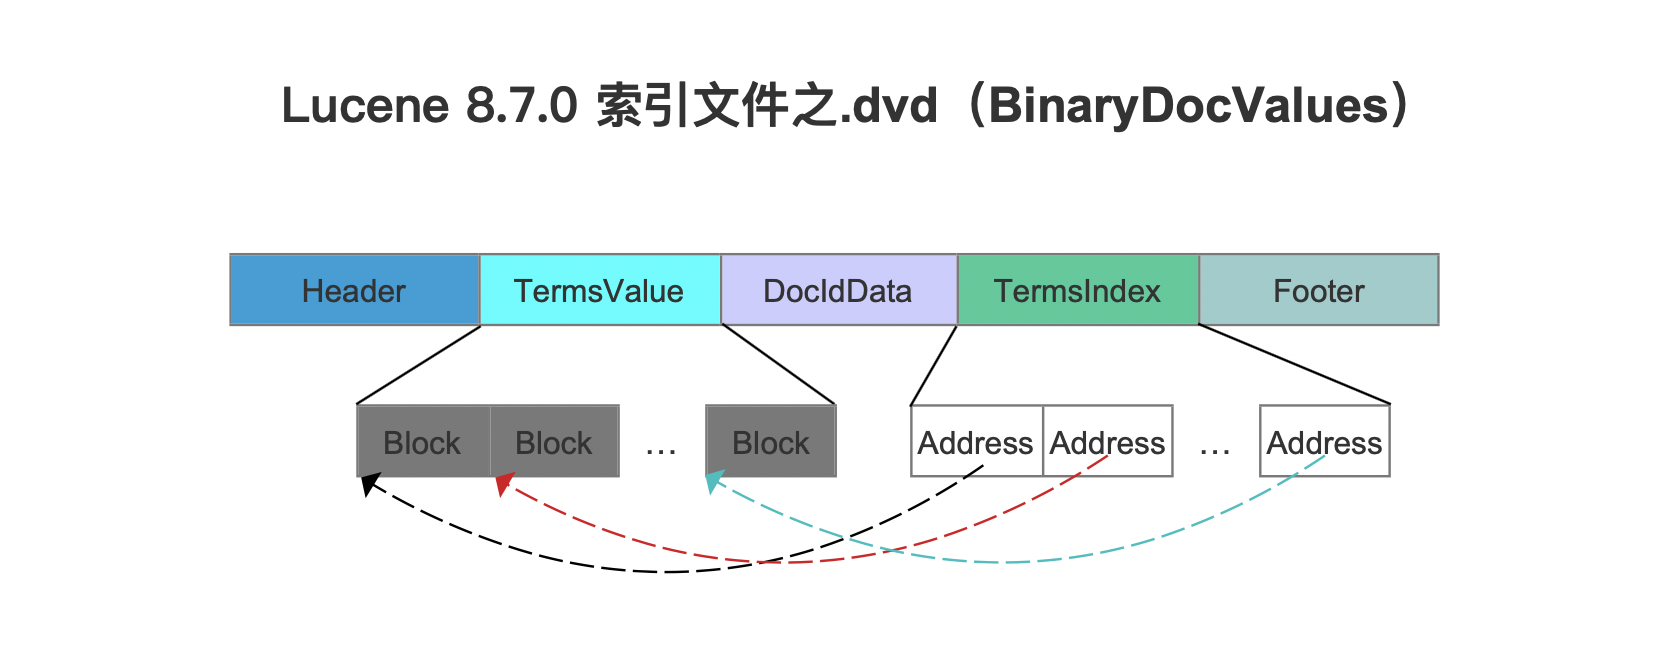 Lucene 8.7.0 索引文件之.dvd（BinaryDocValues）
Header TermsValue DocIdData TermsIndex Footer
Block Block ... Block Address Address ... Address